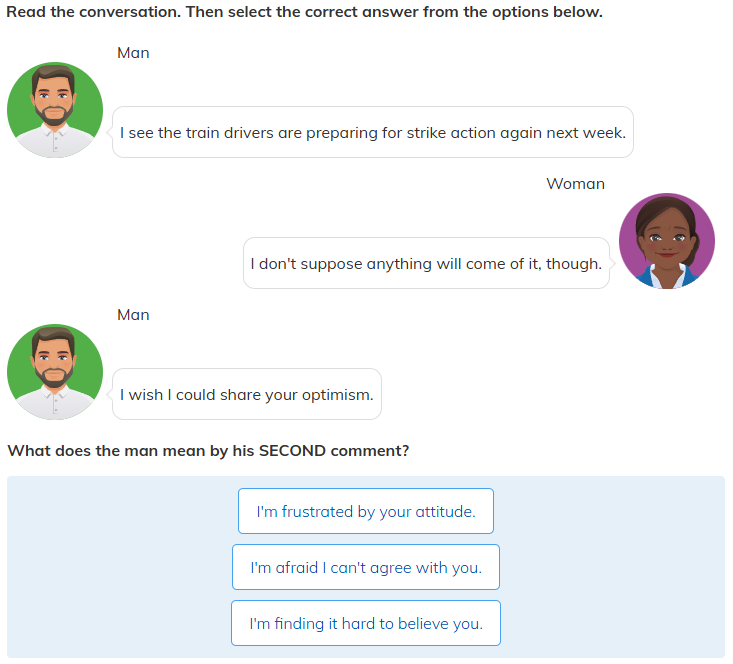 Read the conversation. Then select the correct answer from the options below.
Man
I see the train drivers are preparing for strike action again next week.
Woman
I don't suppose anything will come of it, though.
Man
I wish I could share your optimism.
What does the man mean by his SECOND comment?
I'm frustrated by your attitude.
I'm afraid I can't agree with you.
I'm finding it hard to believe you.